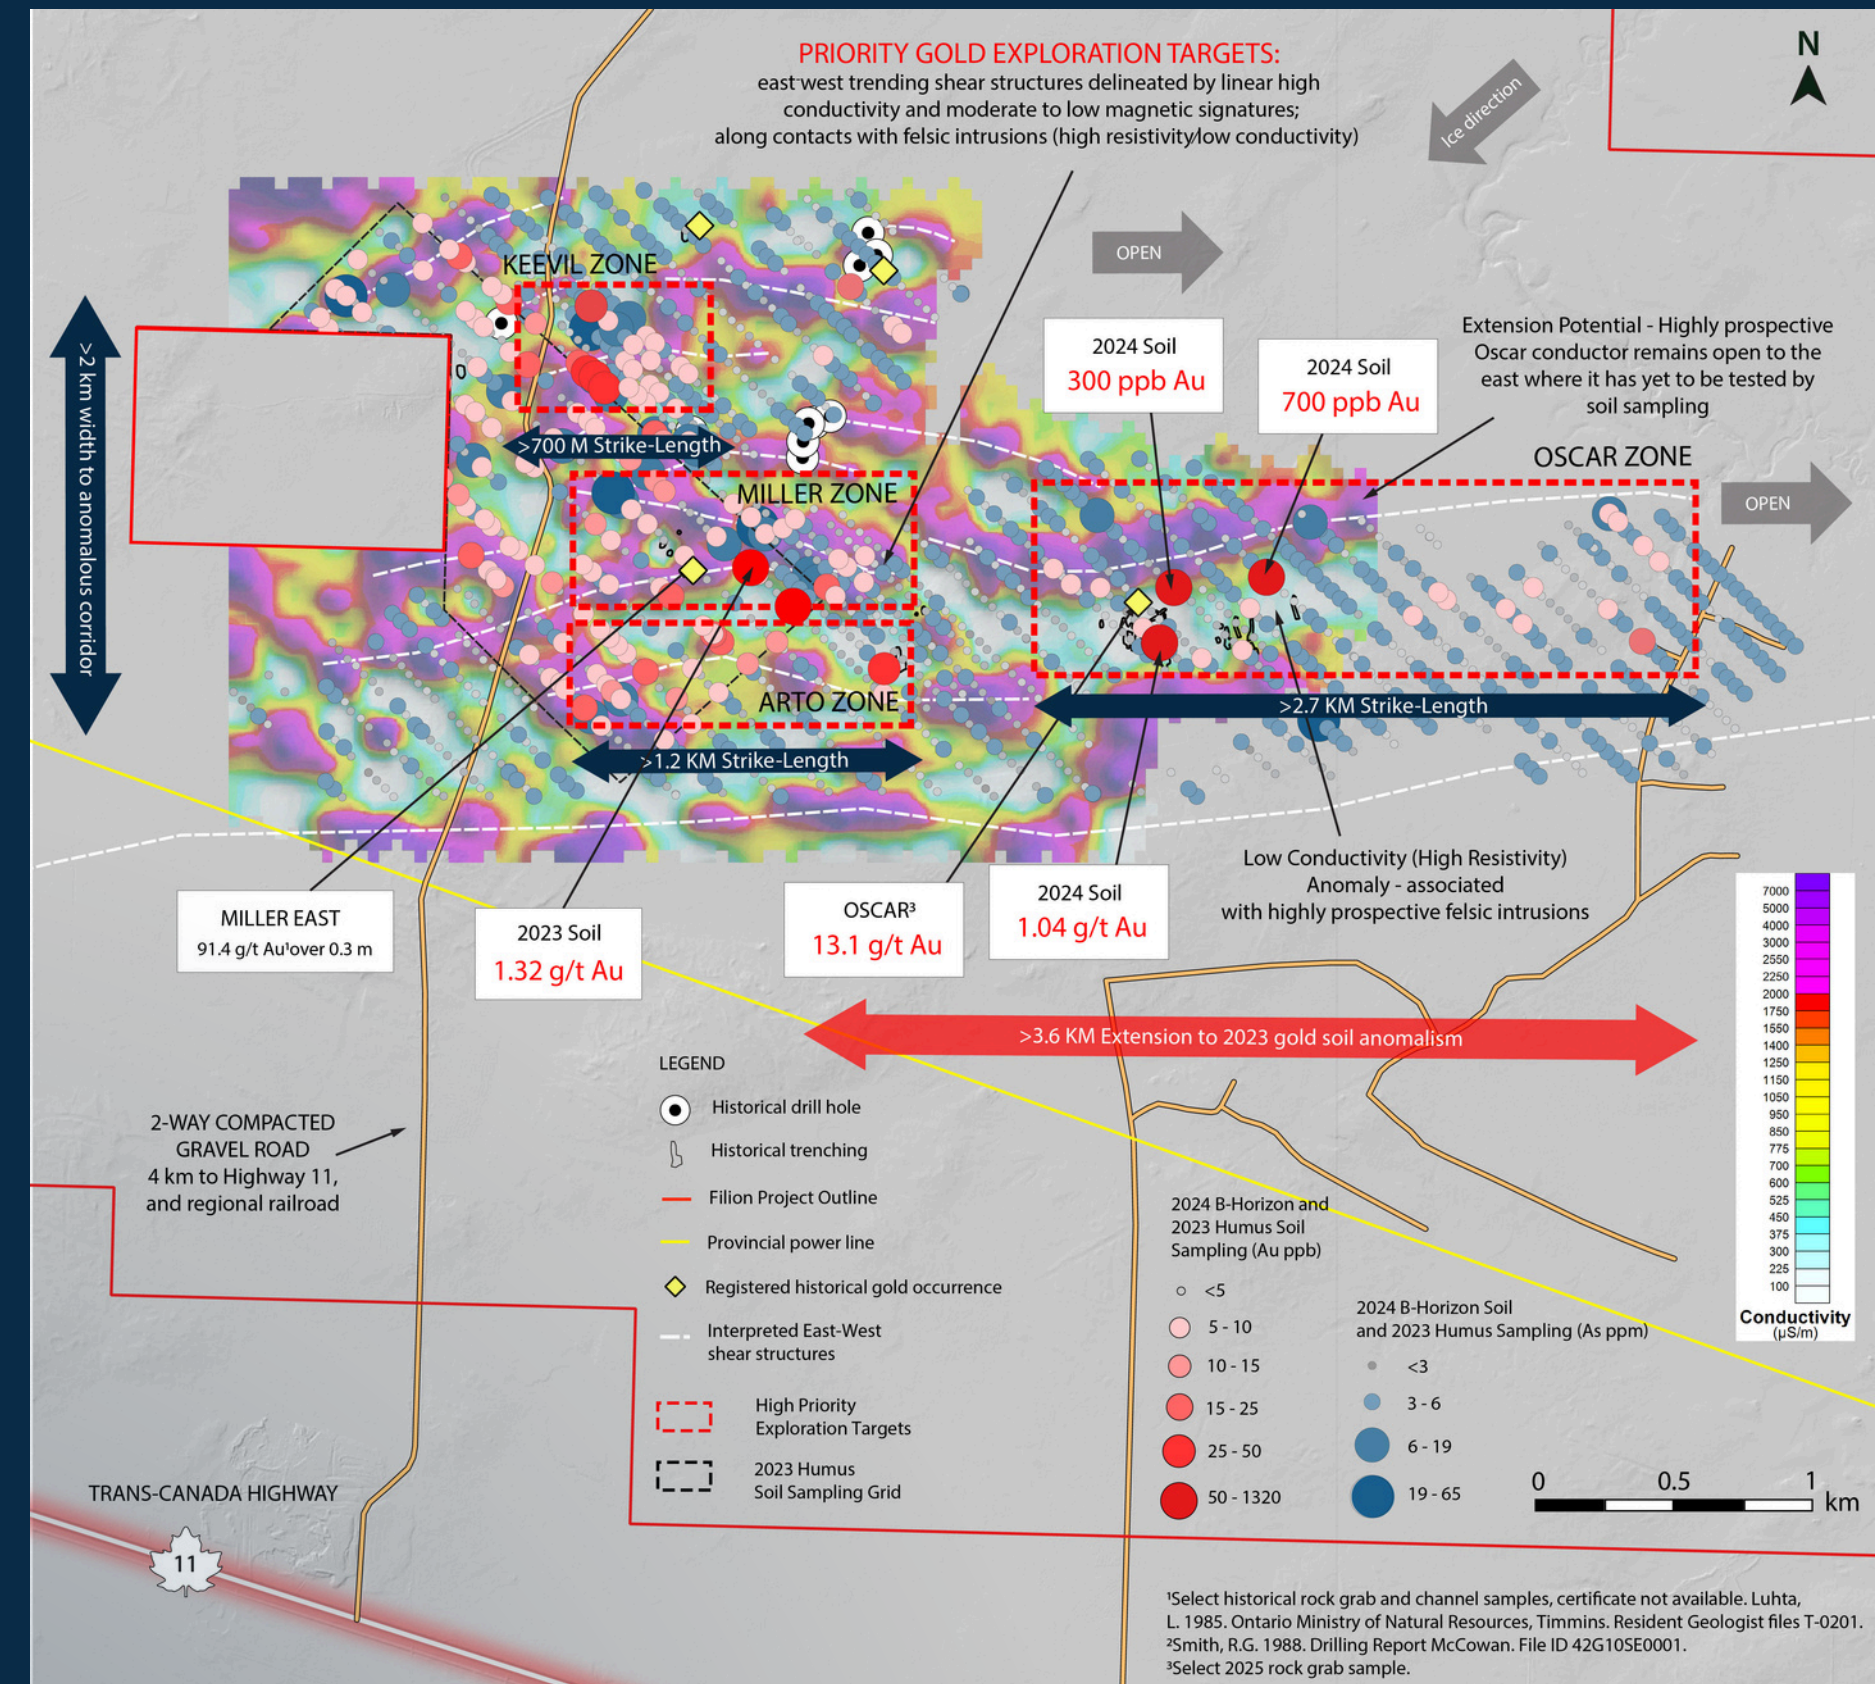 PRIORITY GOLD EXPLORATION TARGETS:
east west trending shear structures delineated by linear high
conductivity and moderate to low magnetic signatures;
along contacts with felsic intrusions (high resistivity/low conductivity)
N
Ice direction
OPEN
KEEVIL ZONE
>700 M Strike-Length
>2 km width to anomalous corridor
2024 Soil
300 ppb Au
2024 Soil
700 ppb Au
Extension Potential - Highly prospective
Oscar conductor remains open to the
east where it has yet to be tested by
soil sampling
OSCAR ZONE
OPEN
MILLER ZONE
ARTO ZONE
>2.7 KM Strike-Length
>1.2 KM Strike-Length
MILLER EAST
91.4 g/t Au¹over 0.3 m
2023 Soil
1.32 g/t Au
OSCAR³
13.1 g/t Au
2024 Soil
1.04 g/t Au
Low Conductivity (High Resistivity)
Anomaly - associated
with highly prospective felsic intrusions
>3.6 KM Extension to 2023 gold soil anomalism
7000
5000
4000
3000
2550
2250
2000
1750
1550
1400
1250
1150
1050
950
850
775
700
600
525
450
375
300
225
100
Conductivity
(µS/m)
2-WAY COMPACTED
GRAVEL ROAD
4 km to Highway 11,
and regional railroad
LEGEND
Historical drill hole
Historical trenching
Filion Project Outline
Provincial power line
Registered historical gold occurrence
Interpreted East-West
shear structures
High Priority
Exploration Targets
2023 Humus
Soil Sampling Grid
2024 B-Horizon and
2023 Humus Soil
Sampling (Au ppb)
<5
5 - 10
10 - 15
15 - 25
25 - 50
50 - 1320
2024 B-Horizon Soil
and 2023 Humus Sampling (As ppm)
<3
3 - 6
6 - 19
19 - 65
0 0.5 1
km
TRANS-CANADA HIGHWAY
11
¹Select historical rock grab and channel samples, certificate not available. Luhta,
L. 1985. Ontario Ministry of Natural Resources, Timmins. Resident Geologist files T-0201.
²Smith, R.G. 1988. Drilling Report McCowan. File ID 42G10SE0001.
³Select 2025 rock grab sample.